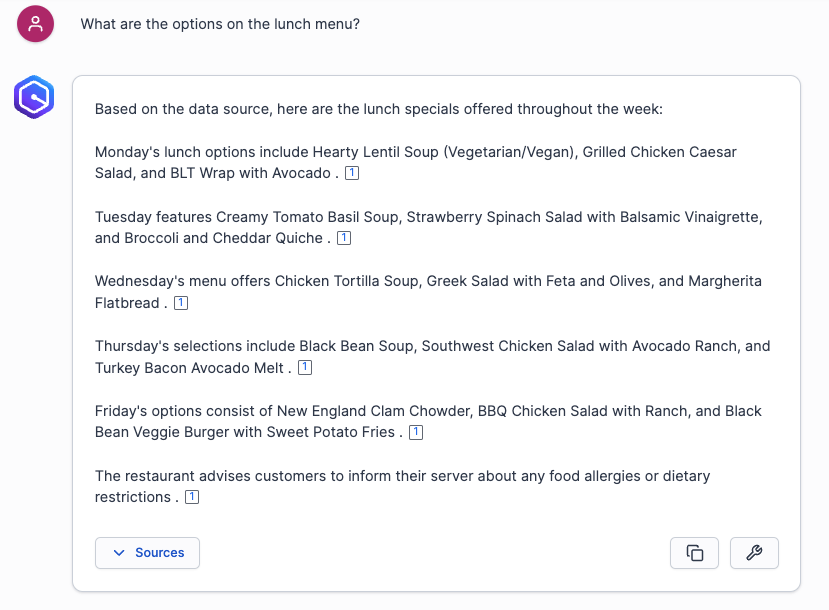 What are the options on the lunch menu?
Based on the data source, here are the lunch specials offered throughout the week:
Monday's lunch options include Hearty Lentil Soup (Vegetarian/Vegan), Grilled Chicken Caesar
Salad, and BLT Wrap with Avocado . 1
Tuesday features Creamy Tomato Basil Soup, Strawberry Spinach Salad with Balsamic Vinaigrette,
and Broccoli and Cheddar Quiche . 1
Wednesday's menu offers Chicken Tortilla Soup, Greek Salad with Feta and Olives, and Margherita
Flatbread . 1
Thursday's selections include Black Bean Soup, Southwest Chicken Salad with Avocado Ranch, and
Turkey Bacon Avocado Melt . 1
Friday's options consist of New England Clam Chowder, BBQ Chicken Salad with Ranch, and Black
Bean Veggie Burger with Sweet Potato Fries . 1
The restaurant advises customers to inform their server about any food allergies or dietary
restrictions . 1
Sources